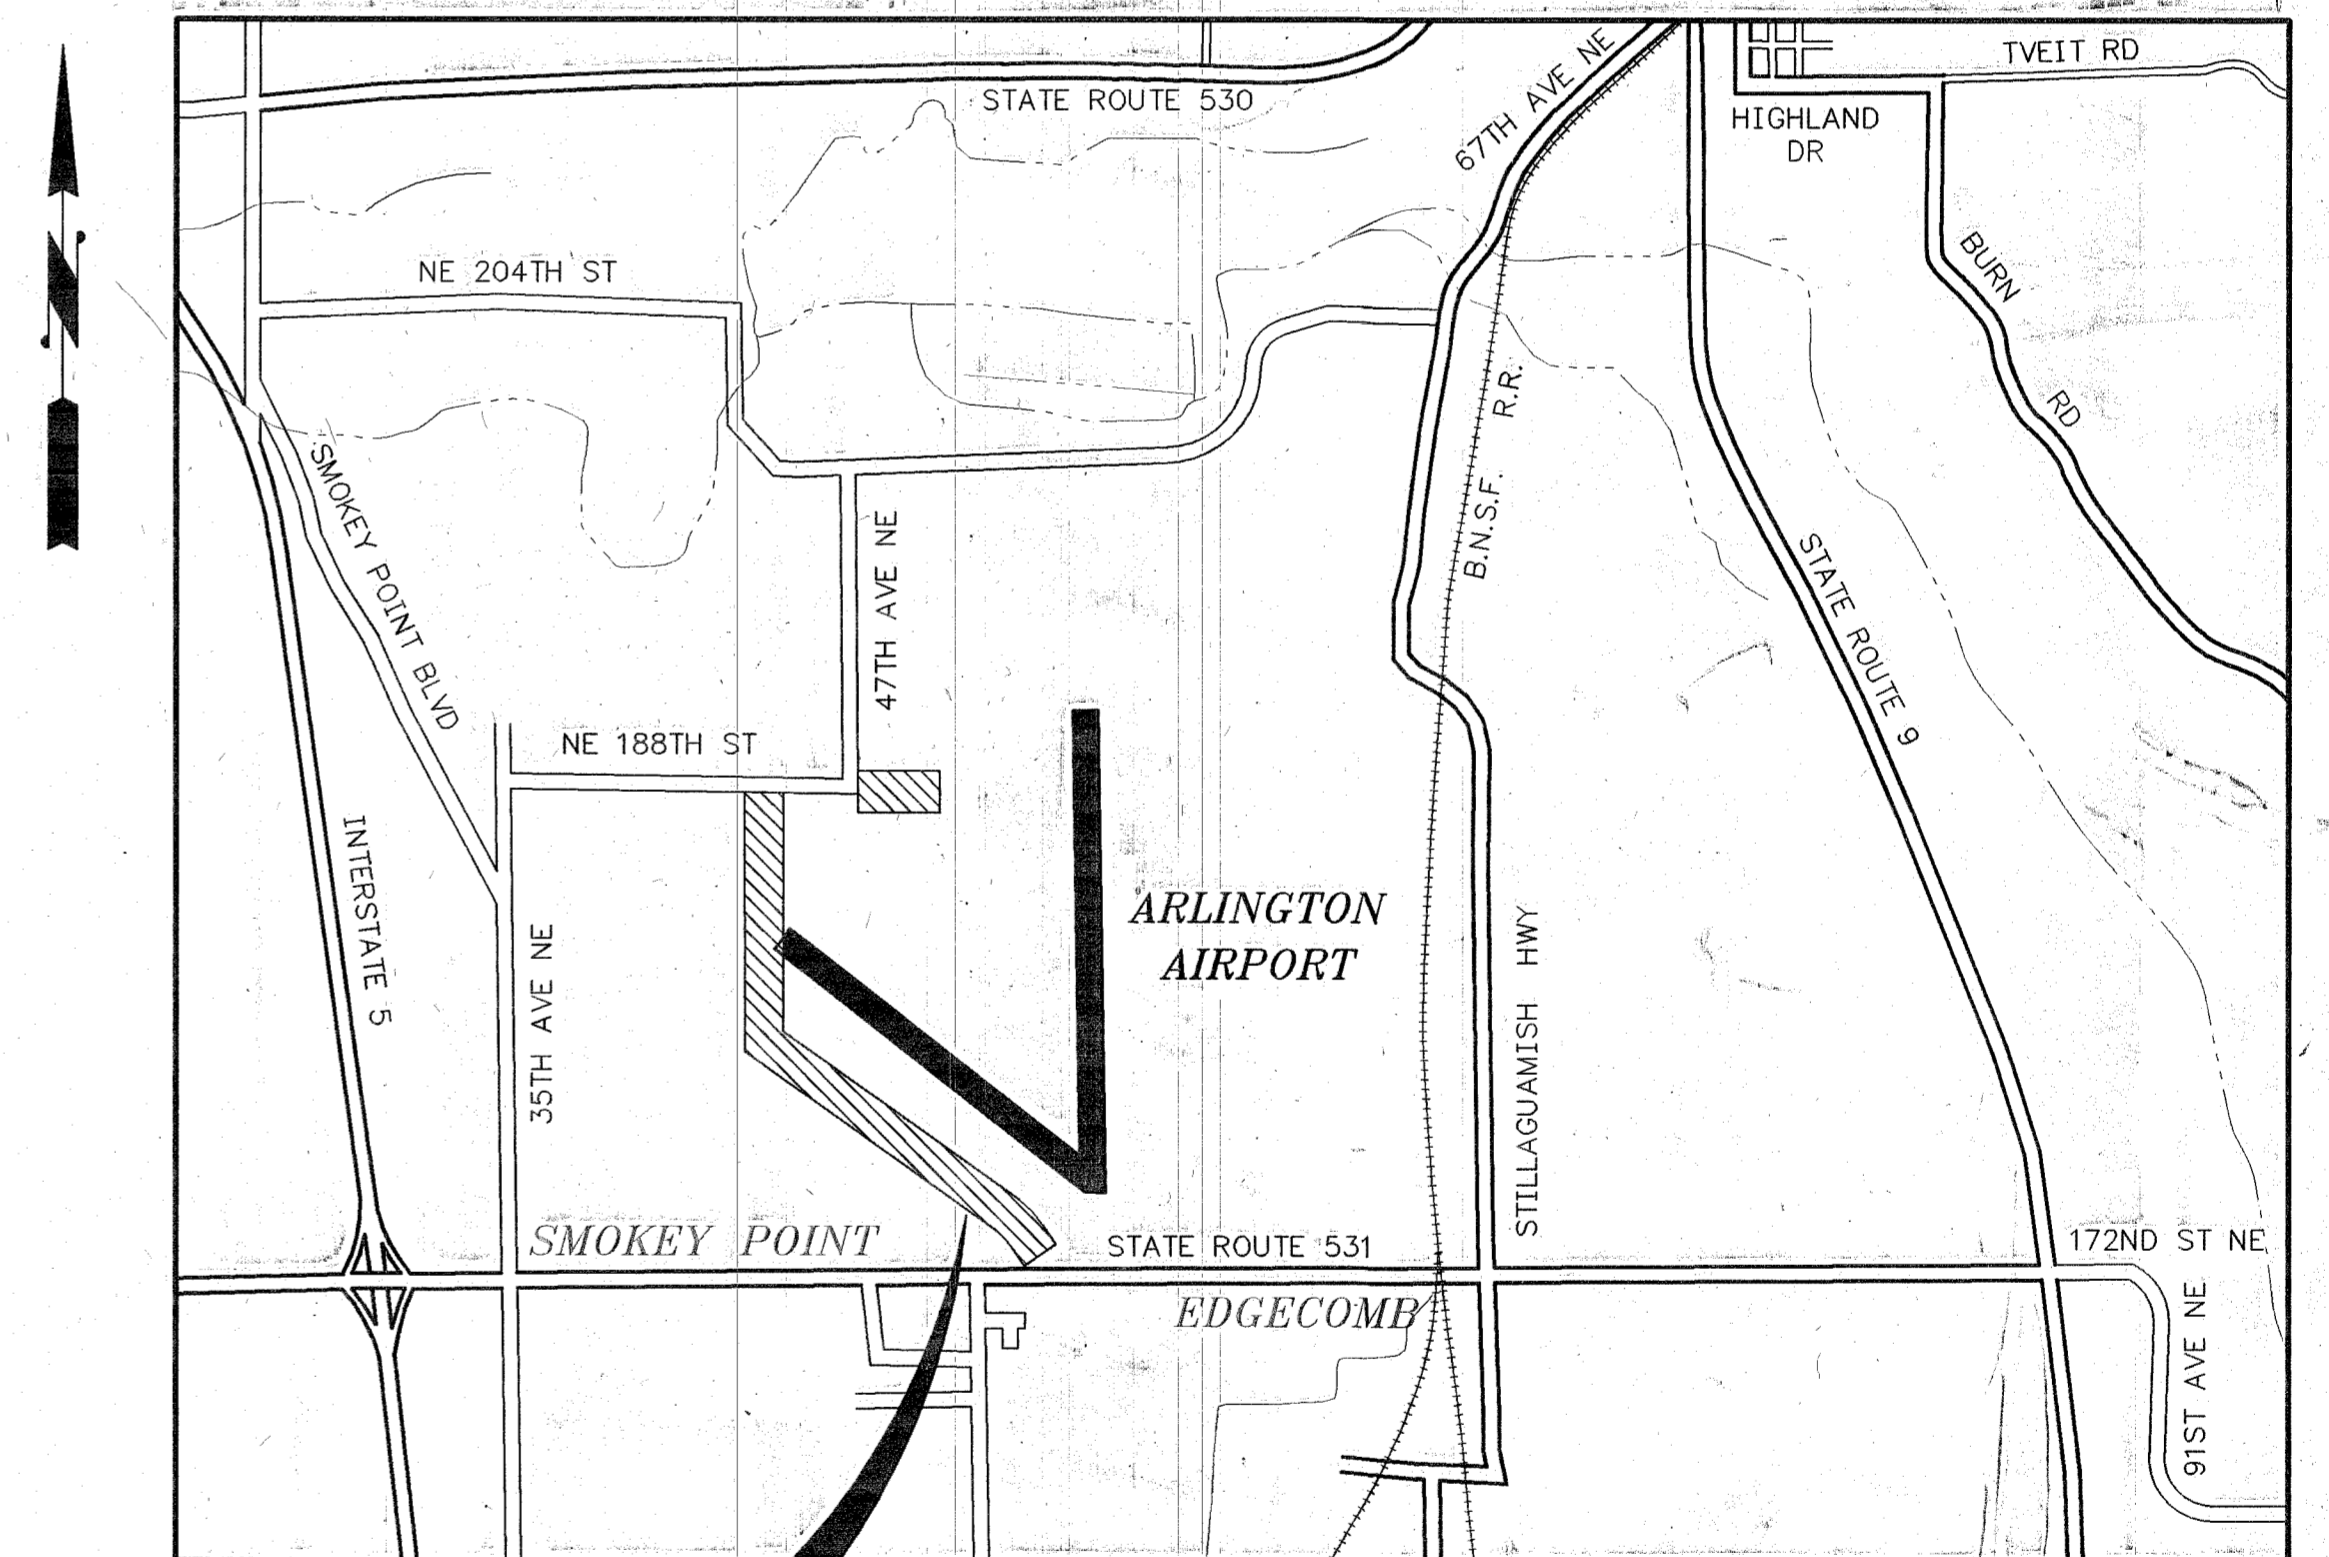 TVEIT RD
STATE ROUTE 530
67TH AVE NE
HIGHLAND
DR
N
NE 204TH ST
BURN RD
B.N.S.F. R.R.
SMOKEY POINT BLVD
47TH AVE NE
STATE ROUTE 9
NE 188TH ST
INTERSTATE 5
35TH AVE NE
ARLINGTON
AIRPORT
STILLAGUAMISH HWY
SMOKEY POINT
STATE ROUTE 531
172ND ST NE
EDGECOMB
91ST AVE NE